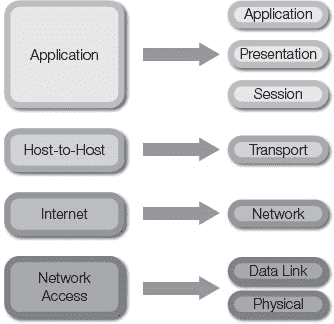 Application
Application
Presentation
Session
Host-to-Host
Transport
Internet
Network
Network
Access
Data Link
Physical